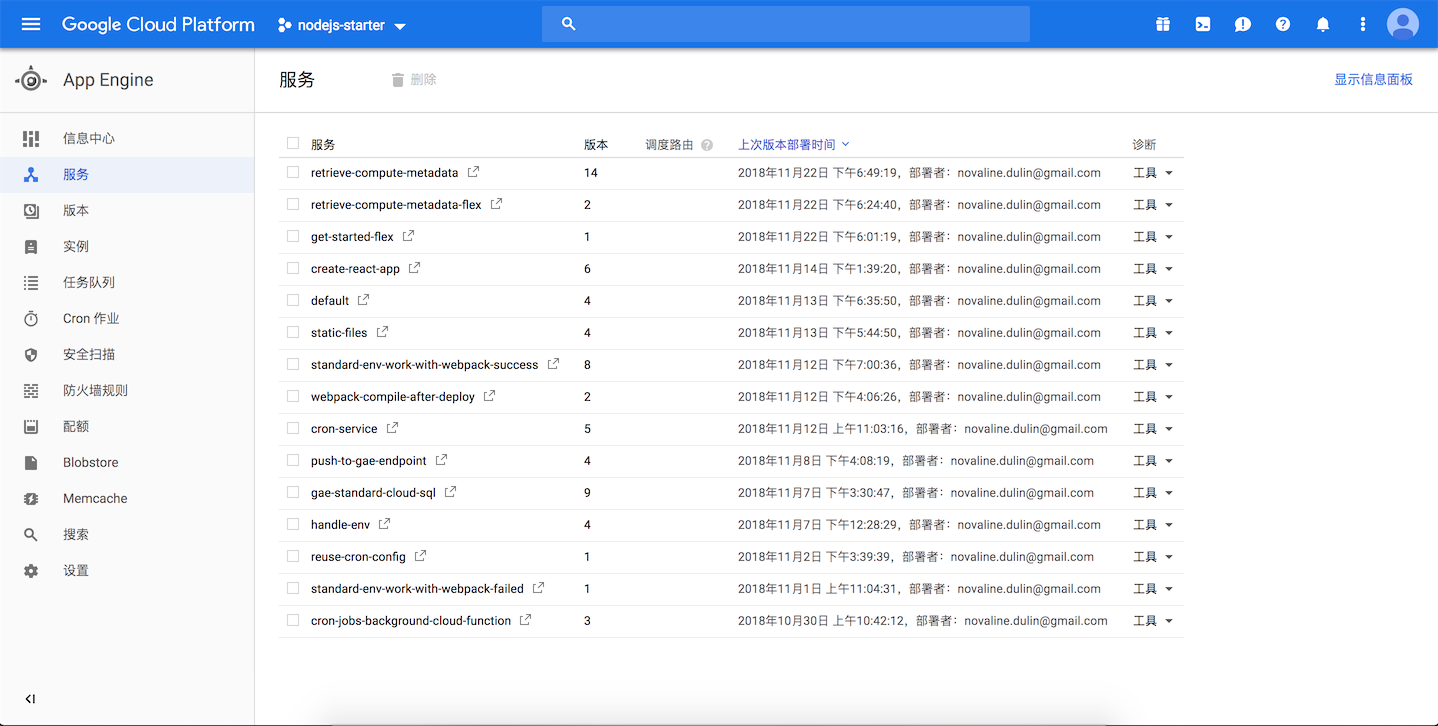 Google Cloud Platform nodejs-starter
App Engine
服务 删除 显示信息面板
信息中心
服务
版本
实例
任务队列
Cron 作业
安全扫描
防火墙规则
配额
Blobstore
Memcache
搜索
设置
服务 版本 调度路由 上次版本部署时间 诊断
retrieve-compute-metadata 14 2018年11月22日 下午6:49:19，部署者：novaline.dulin@gmail.com 工具
retrieve-compute-metadata-flex 2 2018年11月22日 下午6:24:40，部署者：novaline.dulin@gmail.com 工具
get-started-flex 1 2018年11月22日 下午6:01:19，部署者：novaline.dulin@gmail.com 工具
create-react-app 6 2018年11月14日 下午1:39:20，部署者：novaline.dulin@gmail.com 工具
default 4 2018年11月13日 下午6:35:50，部署者：novaline.dulin@gmail.com 工具
static-files 4 2018年11月13日 下午5:44:50，部署者：novaline.dulin@gmail.com 工具
standard-env-work-with-webpack-success 8 2018年11月12日 下午7:00:36，部署者：novaline.dulin@gmail.com 工具
webpack-compile-after-deploy 2 2018年11月12日 下午4:06:26，部署者：novaline.dulin@gmail.com 工具
cron-service 5 2018年11月12日 上午11:03:16，部署者：novaline.dulin@gmail.com 工具
push-to-gae-endpoint 4 2018年11月8日 下午4:08:19，部署者：novaline.dulin@gmail.com 工具
gae-standard-cloud-sql 9 2018年11月7日 下午3:30:47，部署者：novaline.dulin@gmail.com 工具
handle-env 4 2018年11月7日 下午12:28:29，部署者：novaline.dulin@gmail.com 工具
reuse-cron-config 1 2018年11月2日 下午3:39:39，部署者：novaline.dulin@gmail.com 工具
standard-env-work-with-webpack-failed 1 2018年11月1日 上午11:04:31，部署者：novaline.dulin@gmail.com 工具
cron-jobs-background-cloud-function 3 2018年10月30日 上午10:42:12，部署者：novaline.dulin@gmail.com 工具